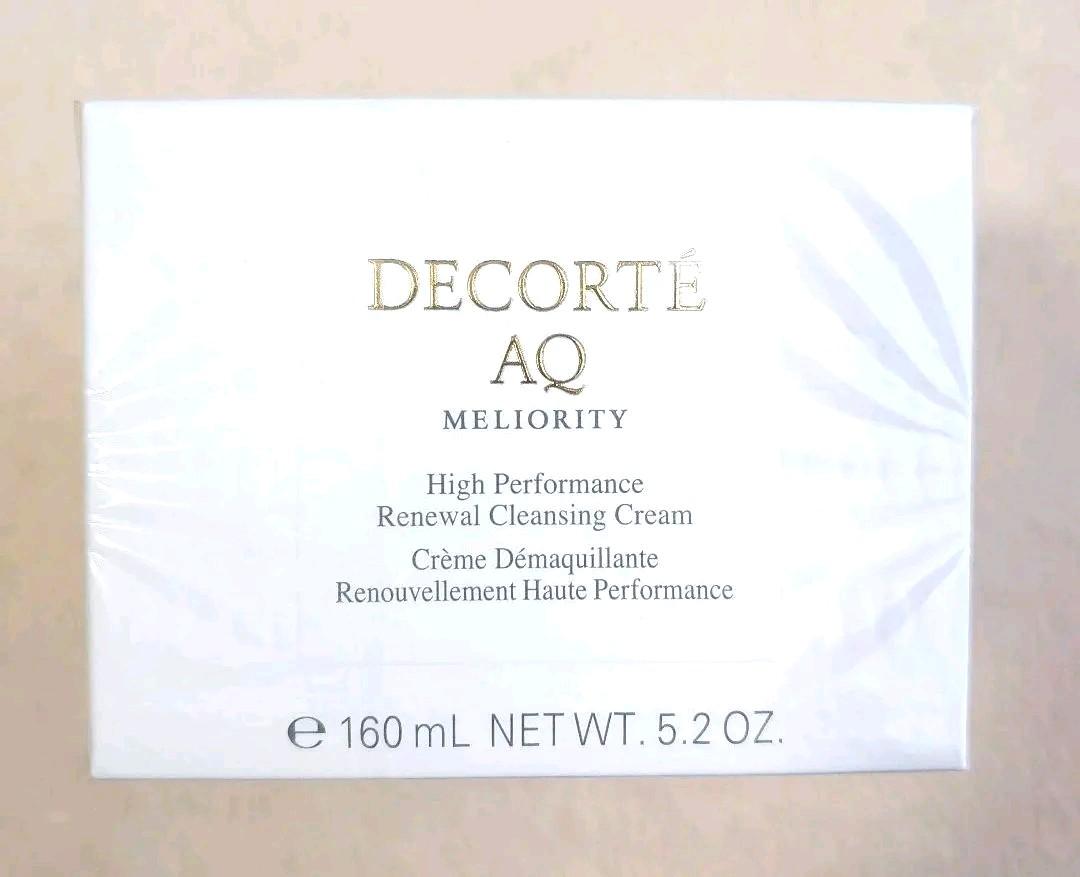 DECORTÉ
AQ
MELIORITY
High Performance
Renewal Cleansing Cream
Crème Démaquillante
Renouvellement Haute Performance
℮ 160 mL NET WT. 5.2 OZ.